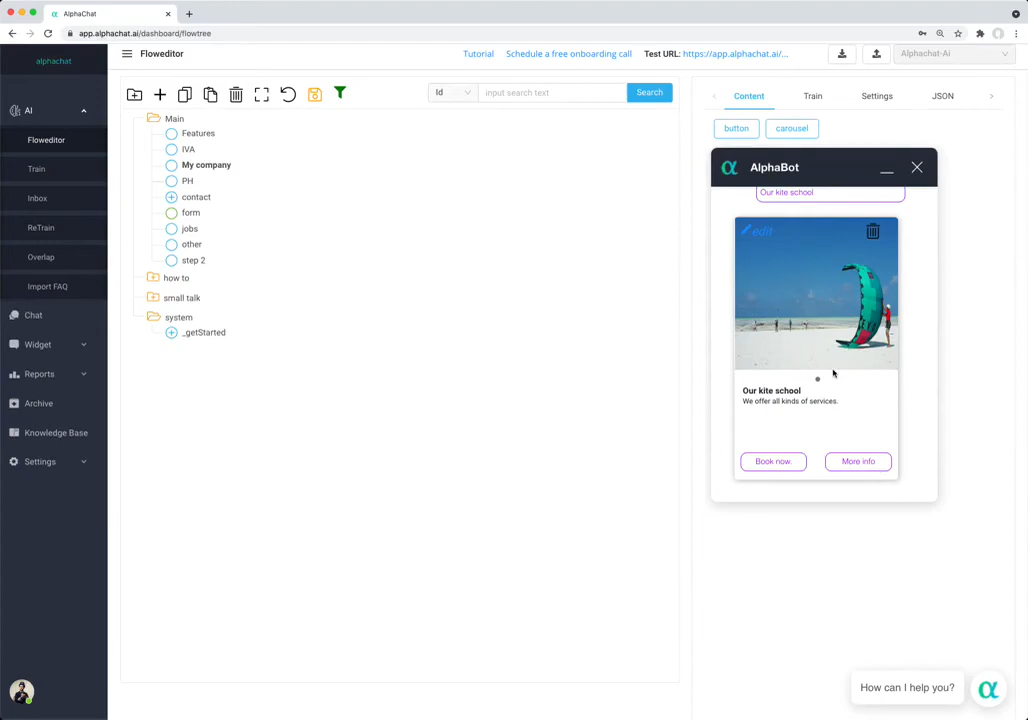 AlphaChat
app.alphachat.ai/dashboard/flowtree
alphachat
Floweditor
Tutorial
Schedule a free onboarding call
Test URL: https://app.alphachat.ai/...
Alphachat-Ai
AI
Floweditor
Train
Inbox
ReTrain
Overlap
Import FAQ
Chat
Widget
Reports
Archive
Knowledge Base
Settings
Id
input search text
Search
Main
Features
IVA
My company
PH
contact
form
jobs
other
step 2
how to
small talk
system
_getStarted
Content
Train
Settings
JSON
button
carousel
α AlphaBot
Our kite school
edit
Our kite school
We offer all kinds of services.
Book now.
More info
How can I help you?
α